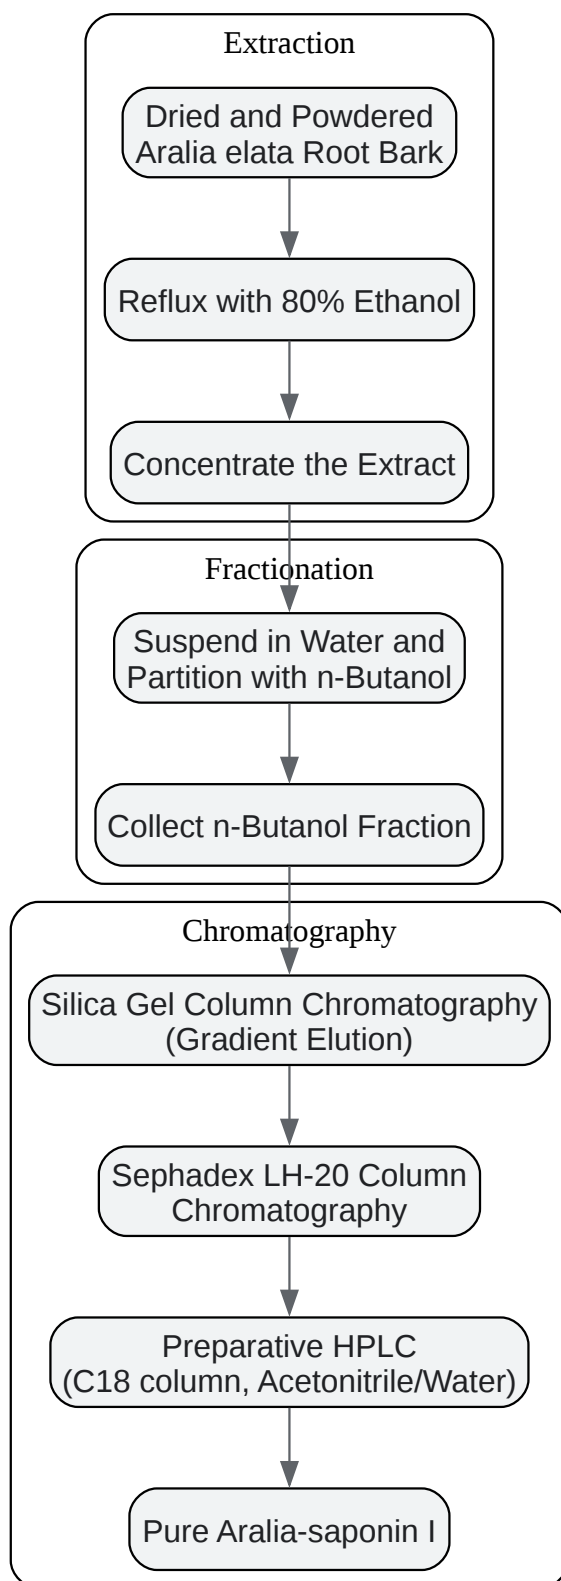 Extraction
Dried and Powdered
Aralia elata Root Bark
Reflux with 80% Ethanol
Concentrate the Extract
Fractionation
Suspend in Water and
Partition with n-Butanol
Collect n-Butanol Fraction
Chromatography
Silica Gel Column Chromatography
(Gradient Elution)
Sephadex LH-20 Column
Chromatography
Preparative HPLC
(C18 column, Acetonitrile/Water)
Pure Aralia-saponin I